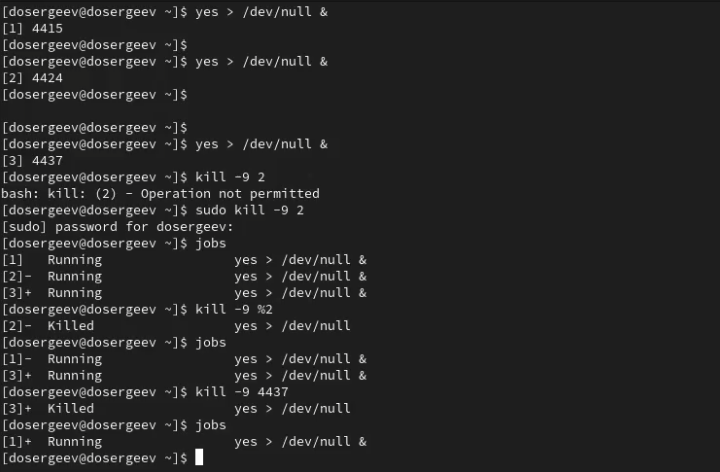 [dosergeev@dosergeev ~]$ yes > /dev/null &
[1] 4415
[dosergeev@dosergeev ~]$
[dosergeev@dosergeev ~]$ yes > /dev/null &
[2] 4424
[dosergeev@dosergeev ~]$

[dosergeev@dosergeev ~]$
[dosergeev@dosergeev ~]$ yes > /dev/null &
[3] 4437
[dosergeev@dosergeev ~]$ kill -9 2
bash: kill: (2) - Operation not permitted
[dosergeev@dosergeev ~]$ sudo kill -9 2
[sudo] password for dosergeev:
[dosergeev@dosergeev ~]$ jobs
[1]   Running                 yes > /dev/null &
[2]-  Running                 yes > /dev/null &
[3]+  Running                 yes > /dev/null &
[dosergeev@dosergeev ~]$ kill -9 %2
[2]-  Killed                  yes > /dev/null
[dosergeev@dosergeev ~]$ jobs
[1]-  Running                 yes > /dev/null &
[3]+  Running                 yes > /dev/null &
[dosergeev@dosergeev ~]$ kill -9 4437
[3]+  Killed                  yes > /dev/null
[dosergeev@dosergeev ~]$ jobs
[1]+  Running                 yes > /dev/null &
[dosergeev@dosergeev ~]$